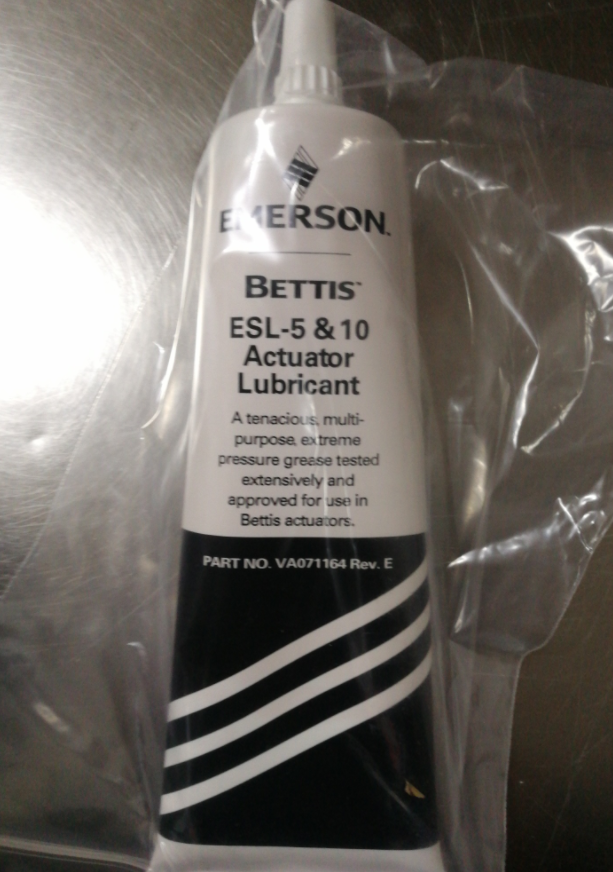 EMERSON.
BETTIS™
ESL-5 & 10
Actuator
Lubricant
A tenacious, multi-
purpose, extreme
pressure grease tested
extensively and
approved for use in
Bettis actuators.
PART NO. VA071164 Rev. E